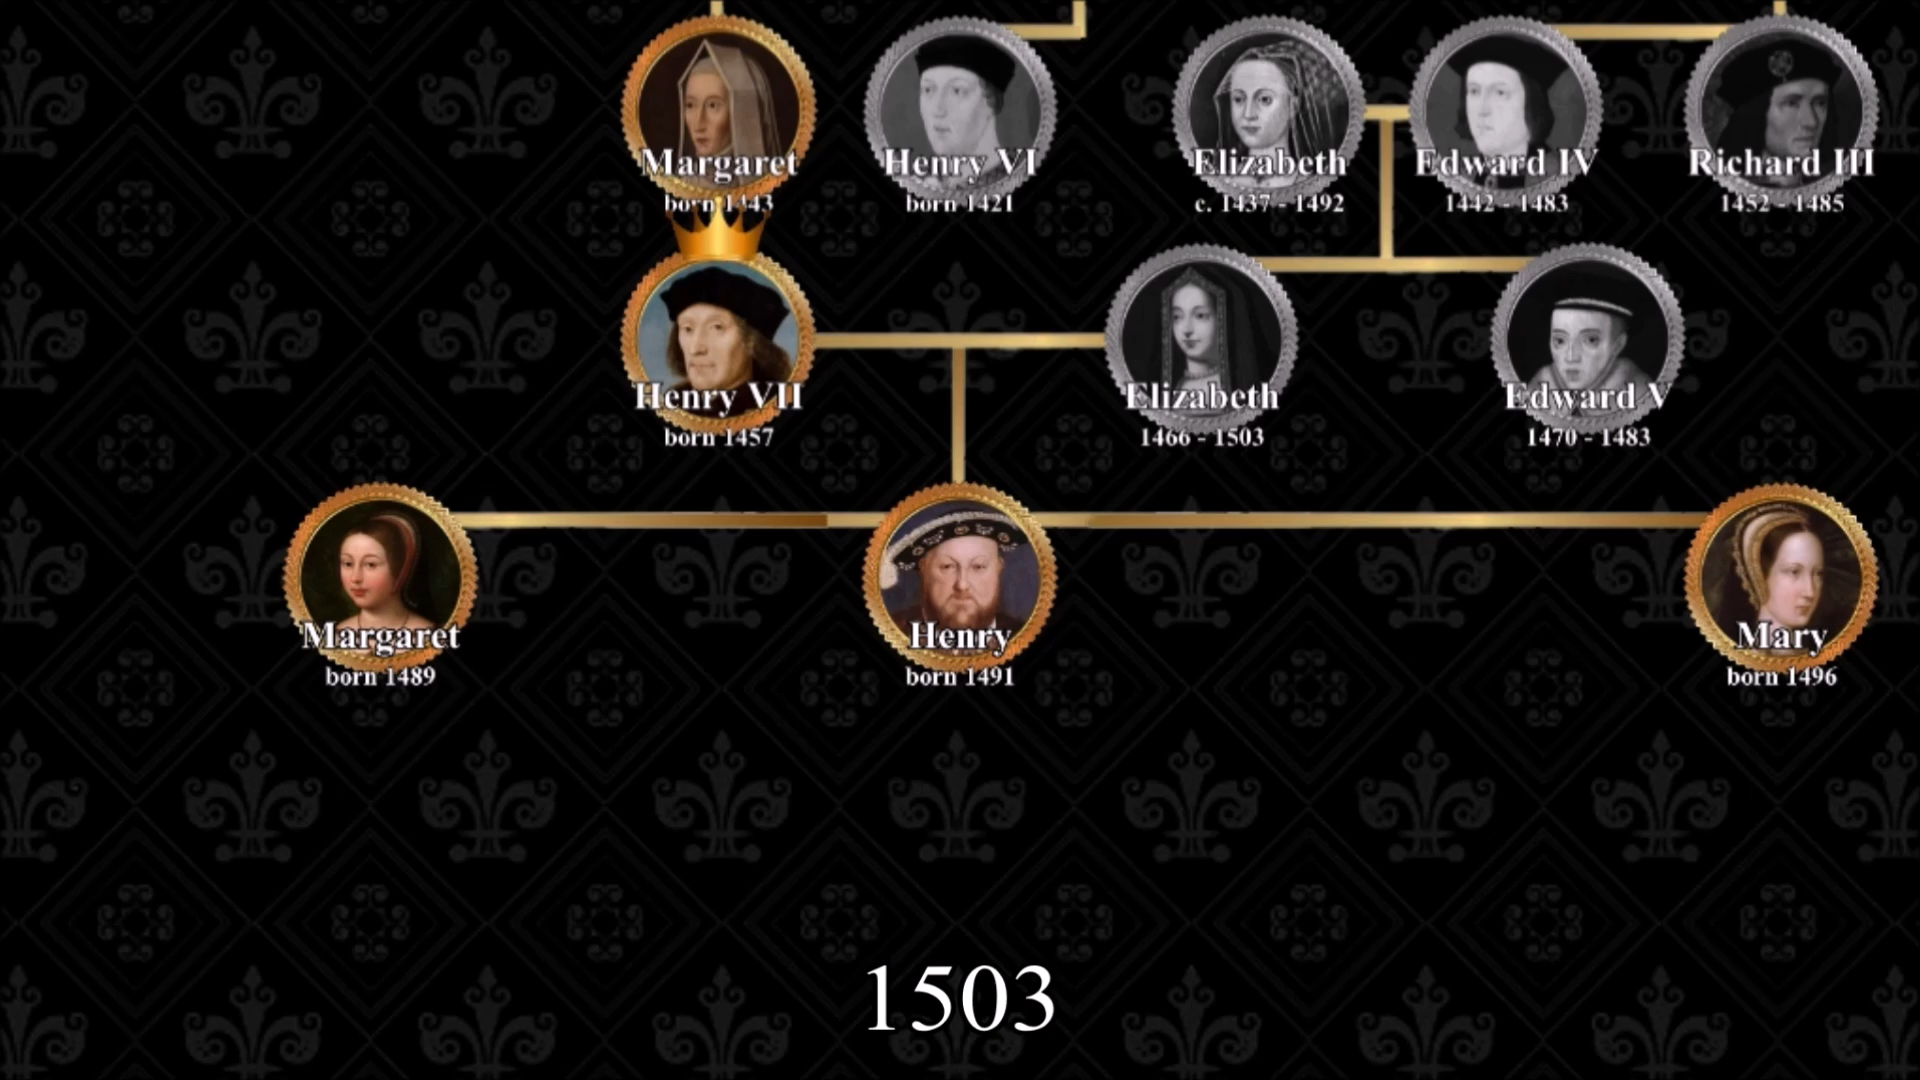 Margaret
born 1443
Henry VI
born 1421
Elizabeth
c. 1437 - 1492
Edward IV
1442 - 1483
Richard III
1452 - 1485
Henry VII
born 1457
Elizabeth
1466 - 1503
Edward V
1470 - 1483
Margaret
born 1489
Henry
born 1491
Mary
born 1496
1503